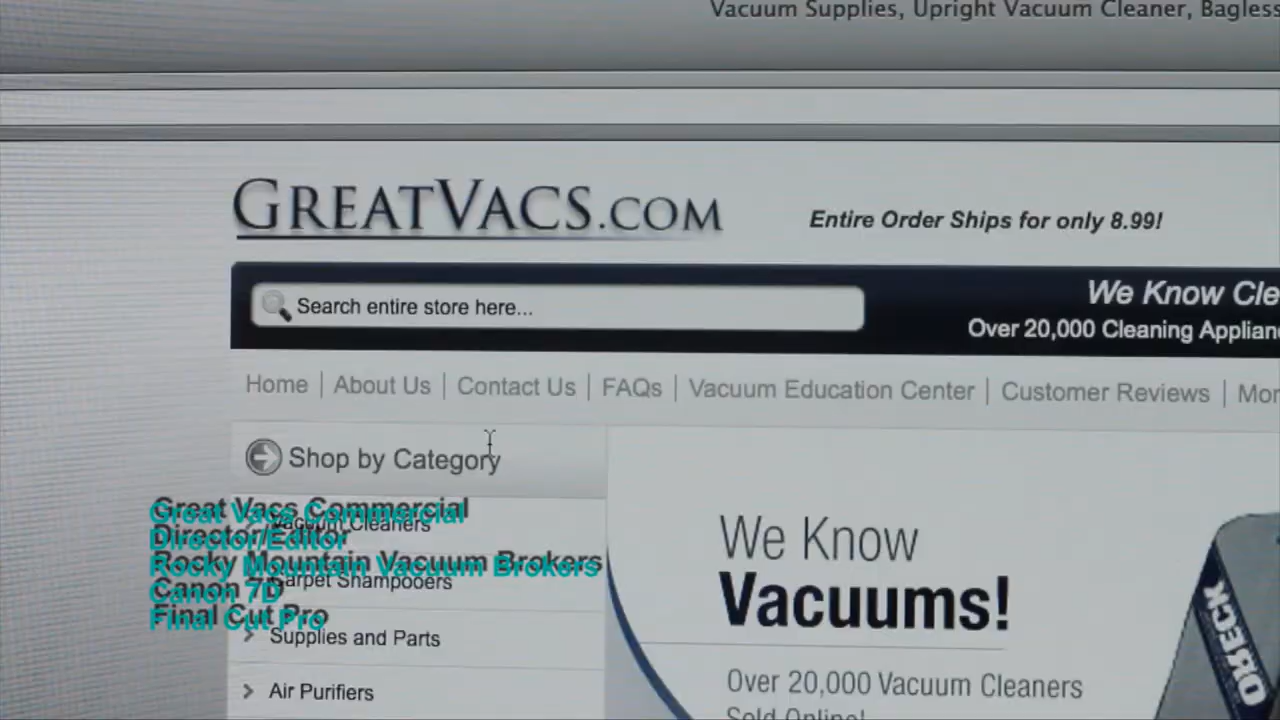 Vacuum Supplies, Upright Vacuum Cleaner, Bagless
GREATVACS.COM
Entire Order Ships for only 8.99!
Search entire store here...
We Know Cle
Over 20,000 Cleaning Applian
Home | About Us | Contact Us | FAQs | Vacuum Education Center | Customer Reviews | Mor
Shop by Category
Great Vacs Commercial
Vacuum Cleaners
Director/Editor
Rocky Mountain Vacuum Brokers
Carpet Shampooers
Canon 7D
Final Cut Pro
Supplies and Parts
Air Purifiers
We Know
Vacuums!
Over 20,000 Vacuum Cleaners
Sold Online!
ORECK